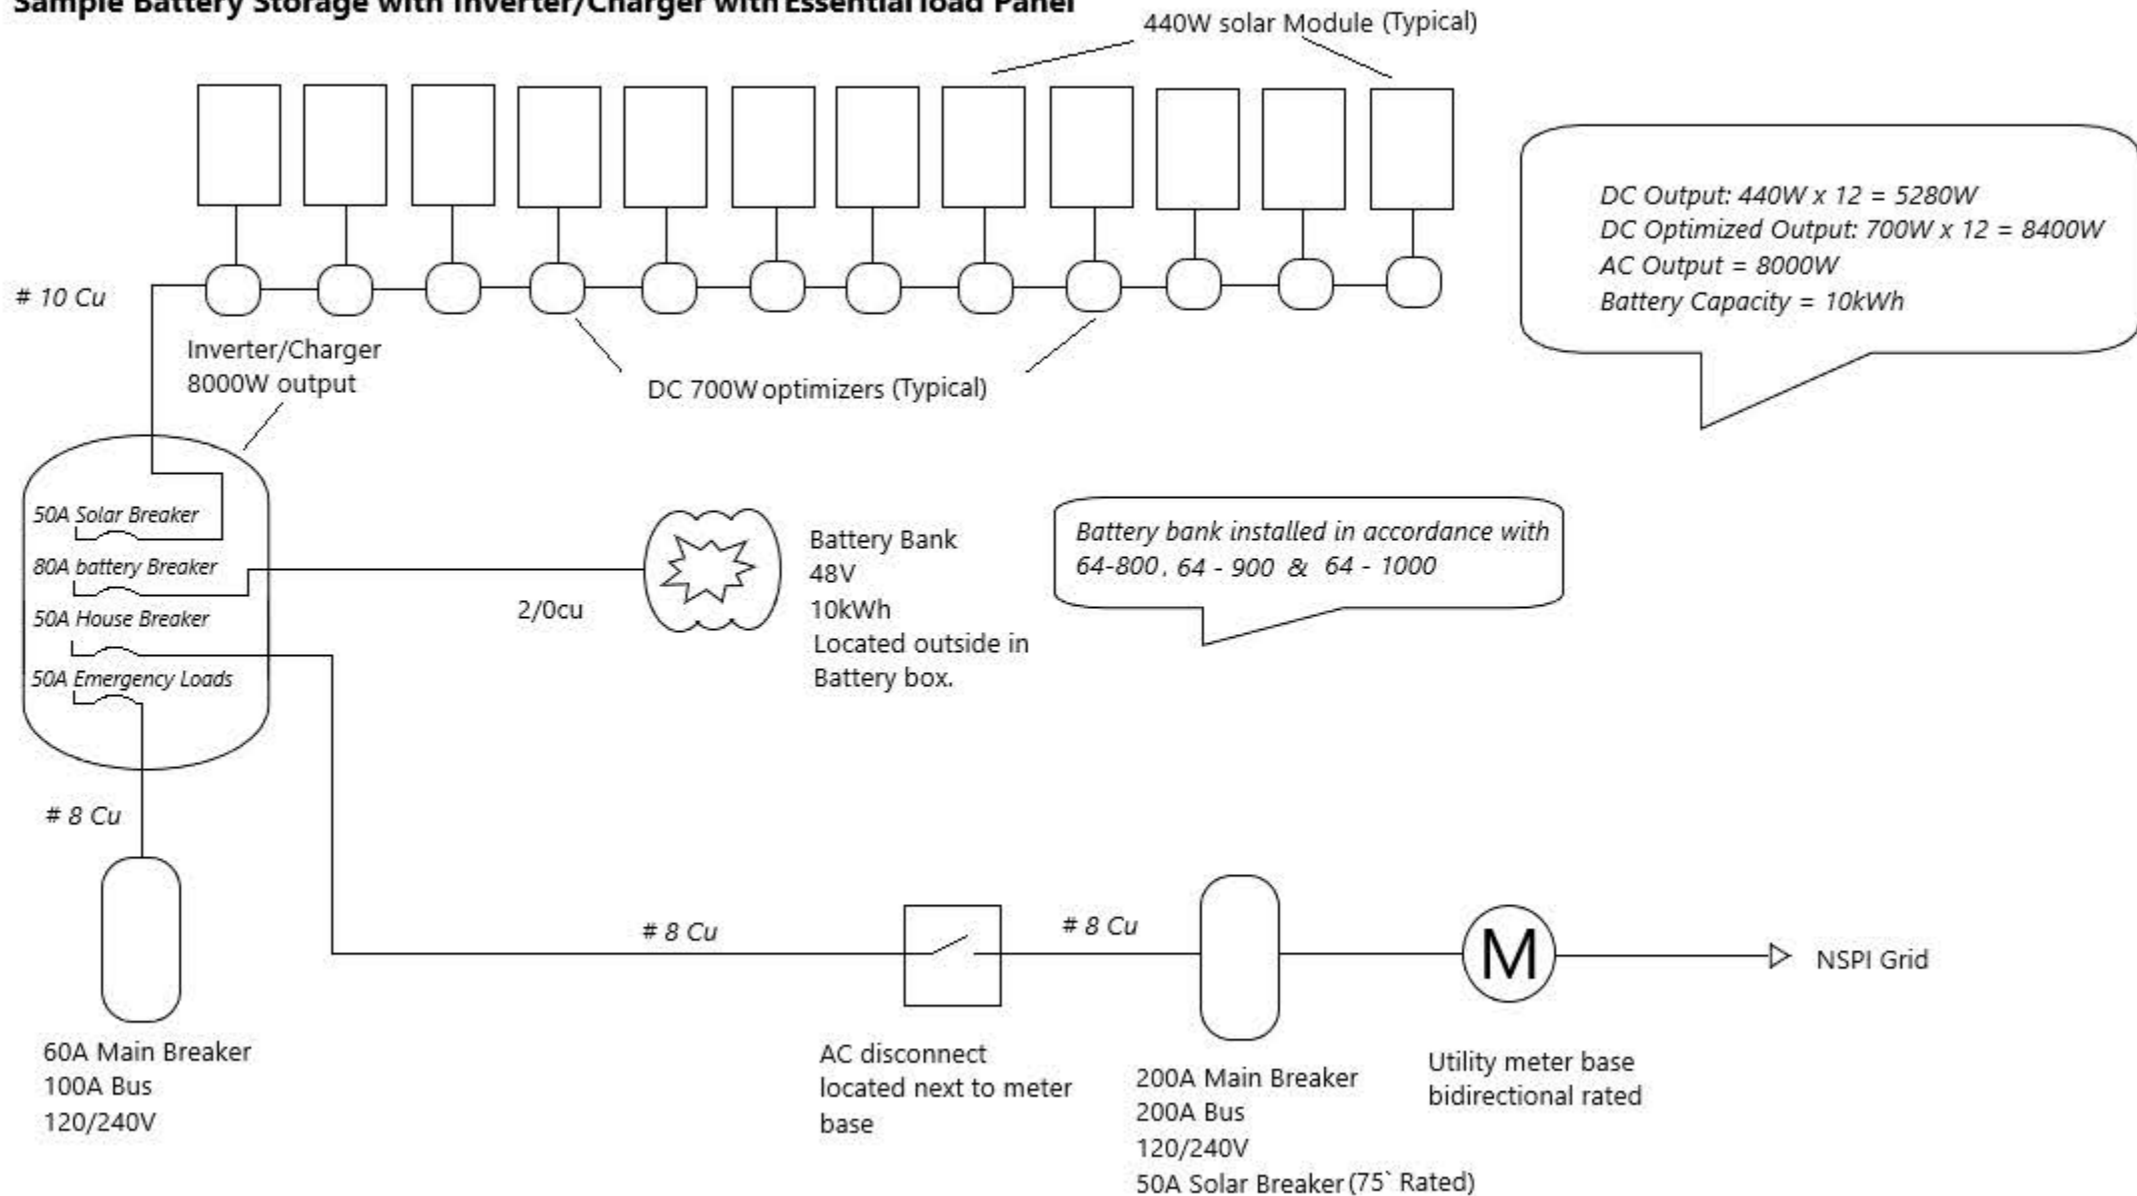 Sample Battery Storage with Inverter/Charger with Essential load Panel
440W solar Module (Typical)
DC Output: 440W x 12 = 5280W
DC Optimized Output: 700W x 12 = 8400W
AC Output = 8000W
Battery Capacity = 10kWh
# 10 Cu
Inverter/Charger
8000W output
DC 700W optimizers (Typical)
50A Solar Breaker
80A battery Breaker
50A House Breaker
50A Emergency Loads
2/0cu
Battery Bank
48V
10kWh
Located outside in
Battery box.
Battery bank installed in accordance with
64-800, 64 - 900 & 64 - 1000
# 8 Cu
# 8 Cu
# 8 Cu
M
NSPI Grid
60A Main Breaker
100A Bus
120/240V
AC disconnect
located next to meter
base
200A Main Breaker
200A Bus
120/240V
50A Solar Breaker (75` Rated)
Utility meter base
bidirectional rated